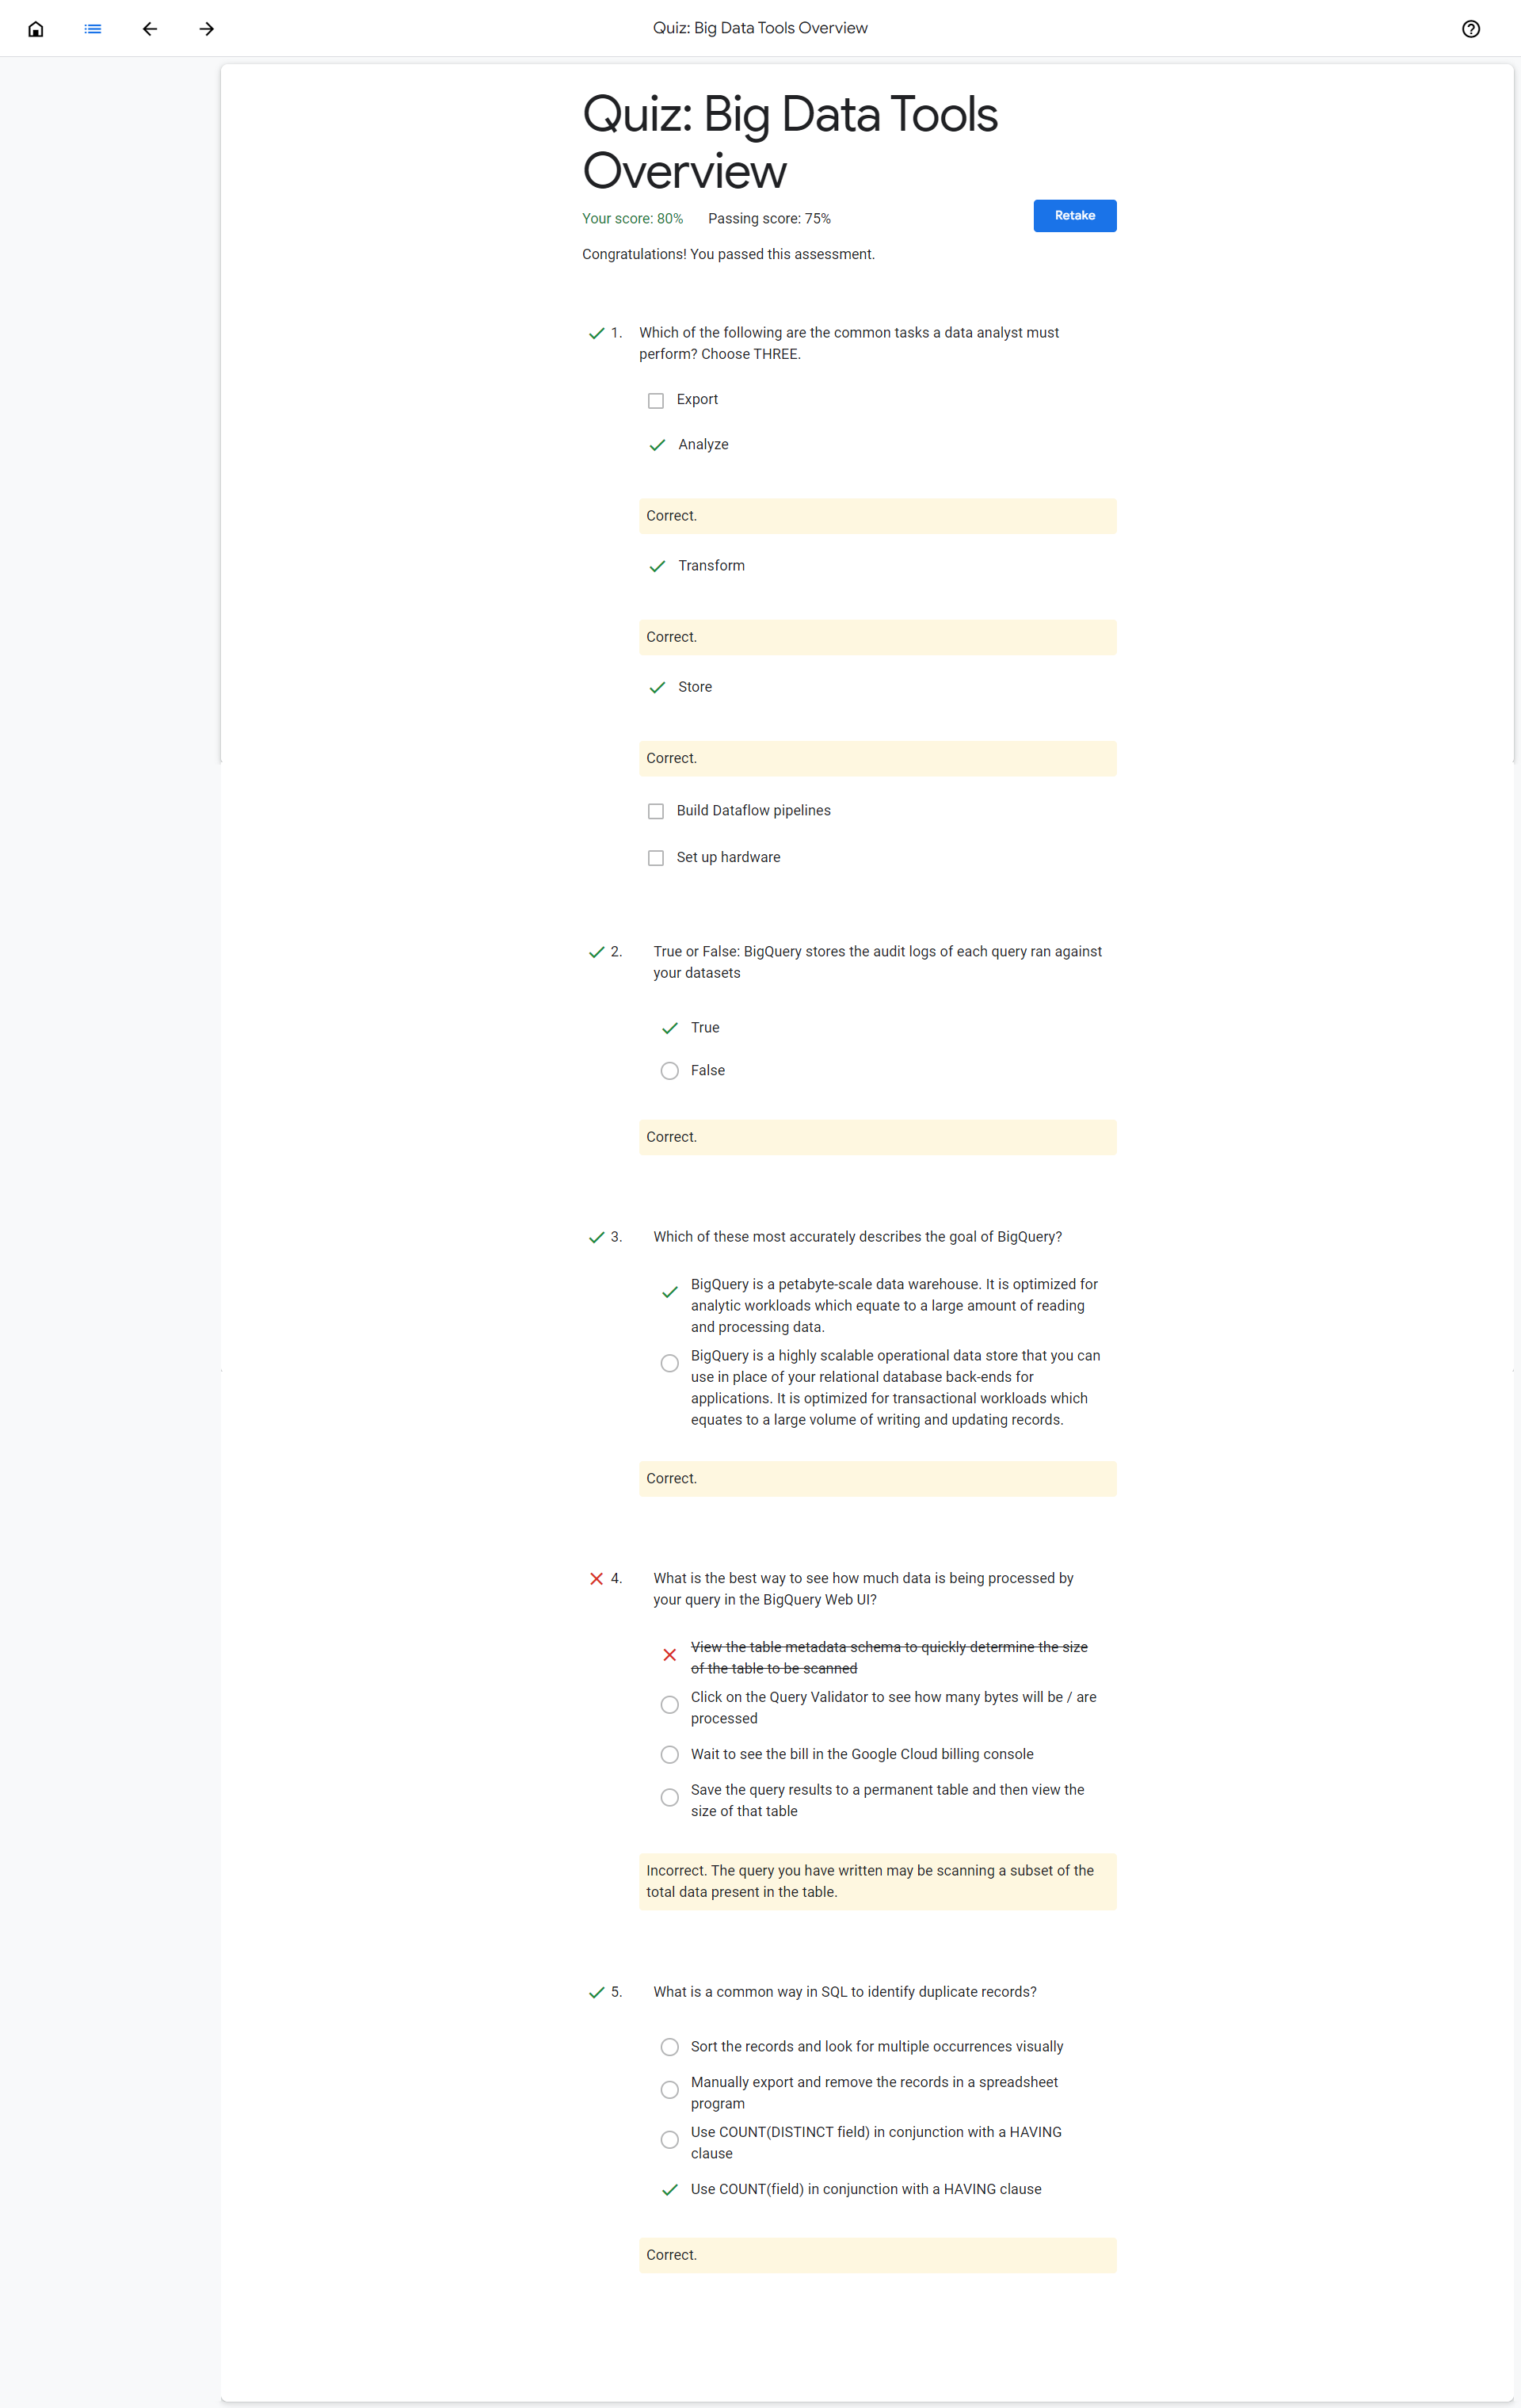 Quiz: Big Data Tools Overview
Quiz: Big Data Tools
Overview
Your score: 80% Passing score: 75%
Retake
Congratulations! You passed this assessment.
1. Which of the following are the common tasks a data analyst must
perform? Choose THREE.
Export
Analyze
Correct.
Transform
Correct.
Store
Correct.
Build Dataflow pipelines
Set up hardware
2. True or False: BigQuery stores the audit logs of each query ran against
your datasets
True
False
Correct.
3. Which of these most accurately describes the goal of BigQuery?
BigQuery is a petabyte-scale data warehouse. It is optimized for
analytic workloads which equate to a large amount of reading
and processing data.
BigQuery is a highly scalable operational data store that you can
use in place of your relational database back-ends for
applications. It is optimized for transactional workloads which
equates to a large volume of writing and updating records.
Correct.
4. What is the best way to see how much data is being processed by
your query in the BigQuery Web UI?
View the table metadata schema to quickly determine the size
of the table to be scanned
Click on the Query Validator to see how many bytes will be / are
processed
Wait to see the bill in the Google Cloud billing console
Save the query results to a permanent table and then view the
size of that table
Incorrect. The query you have written may be scanning a subset of the
total data present in the table.
5. What is a common way in SQL to identify duplicate records?
Sort the records and look for multiple occurrences visually
Manually export and remove the records in a spreadsheet
program
Use COUNT(DISTINCT field) in conjunction with a HAVING
clause
Use COUNT(field) in conjunction with a HAVING clause
Correct.